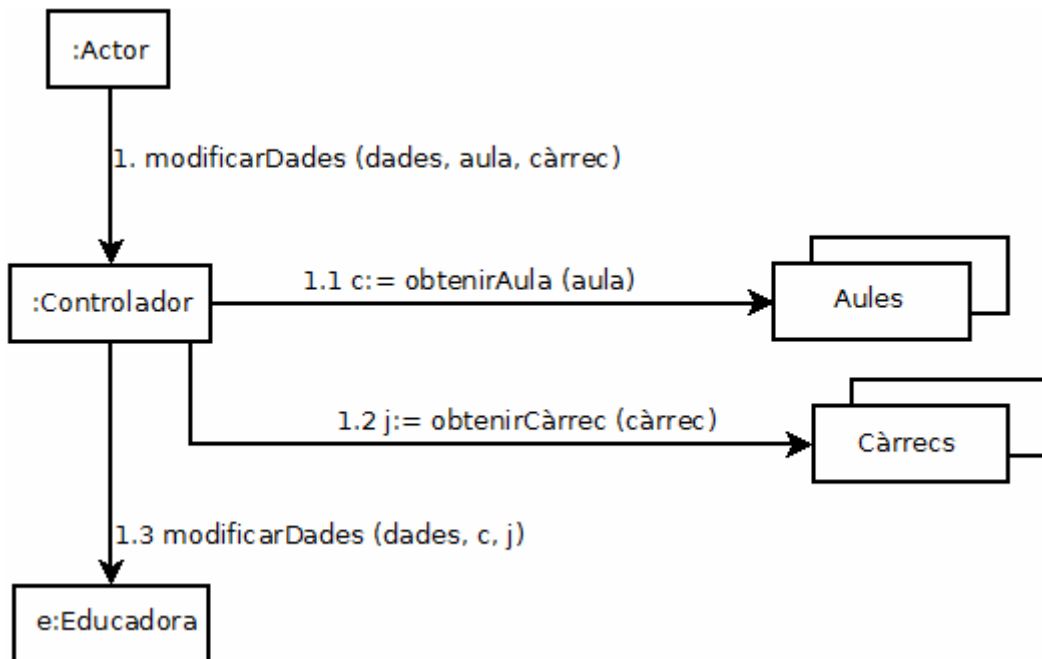 :Actor
1. modificarDades (dades, aula, càrrec)
:Controlador
1.1 c:= obtenirAula (aula)
Aules
1.2 j:= obtenirCàrrec (càrrec)
Càrrecs
1.3 modificarDades (dades, c, j)
e:Educadora